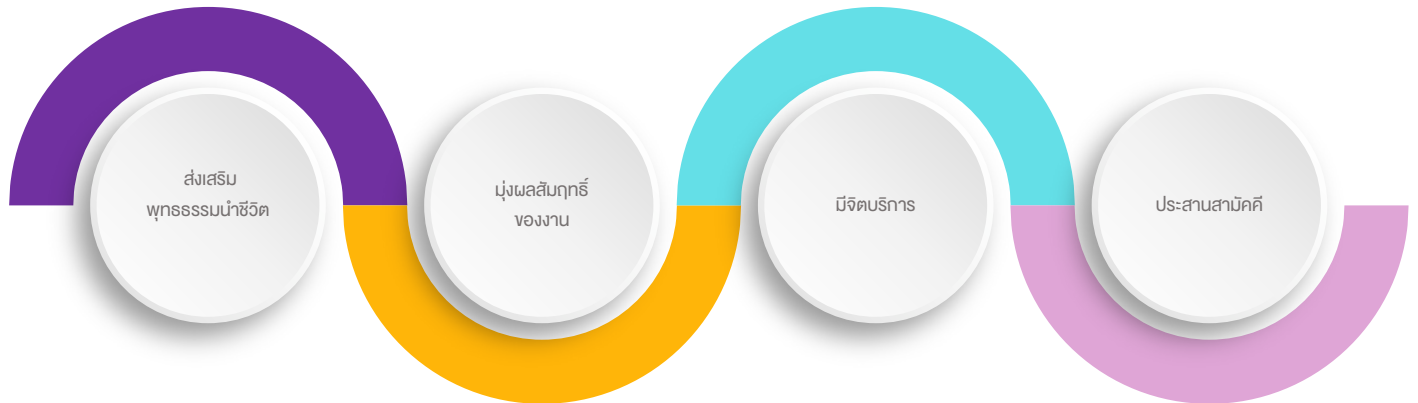 ส่งเสริม
พุทธธรรมนำชีวิต
มุ่งผลสัมฤทธิ์
ของงาน
มีจิตบริการ
ประสานสามัคคี